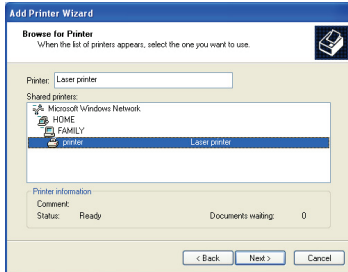 Add Printer Wizard
Browse for Printer
When the list of printers appears, select the one you want to use.
Printer: Laser printer
Shared printers:
Microsoft Windows Network
HOME
FAMILY
printer Laser printer
Printer information
Comment:
Status: Ready Documents waiting: 0
< Back Next > Cancel